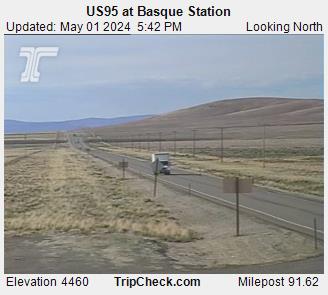 US95 at Basque Station
Updated: May 01 2024 5:42 PM Looking North
Elevation 4460 TripCheck.com Milepost 91.62